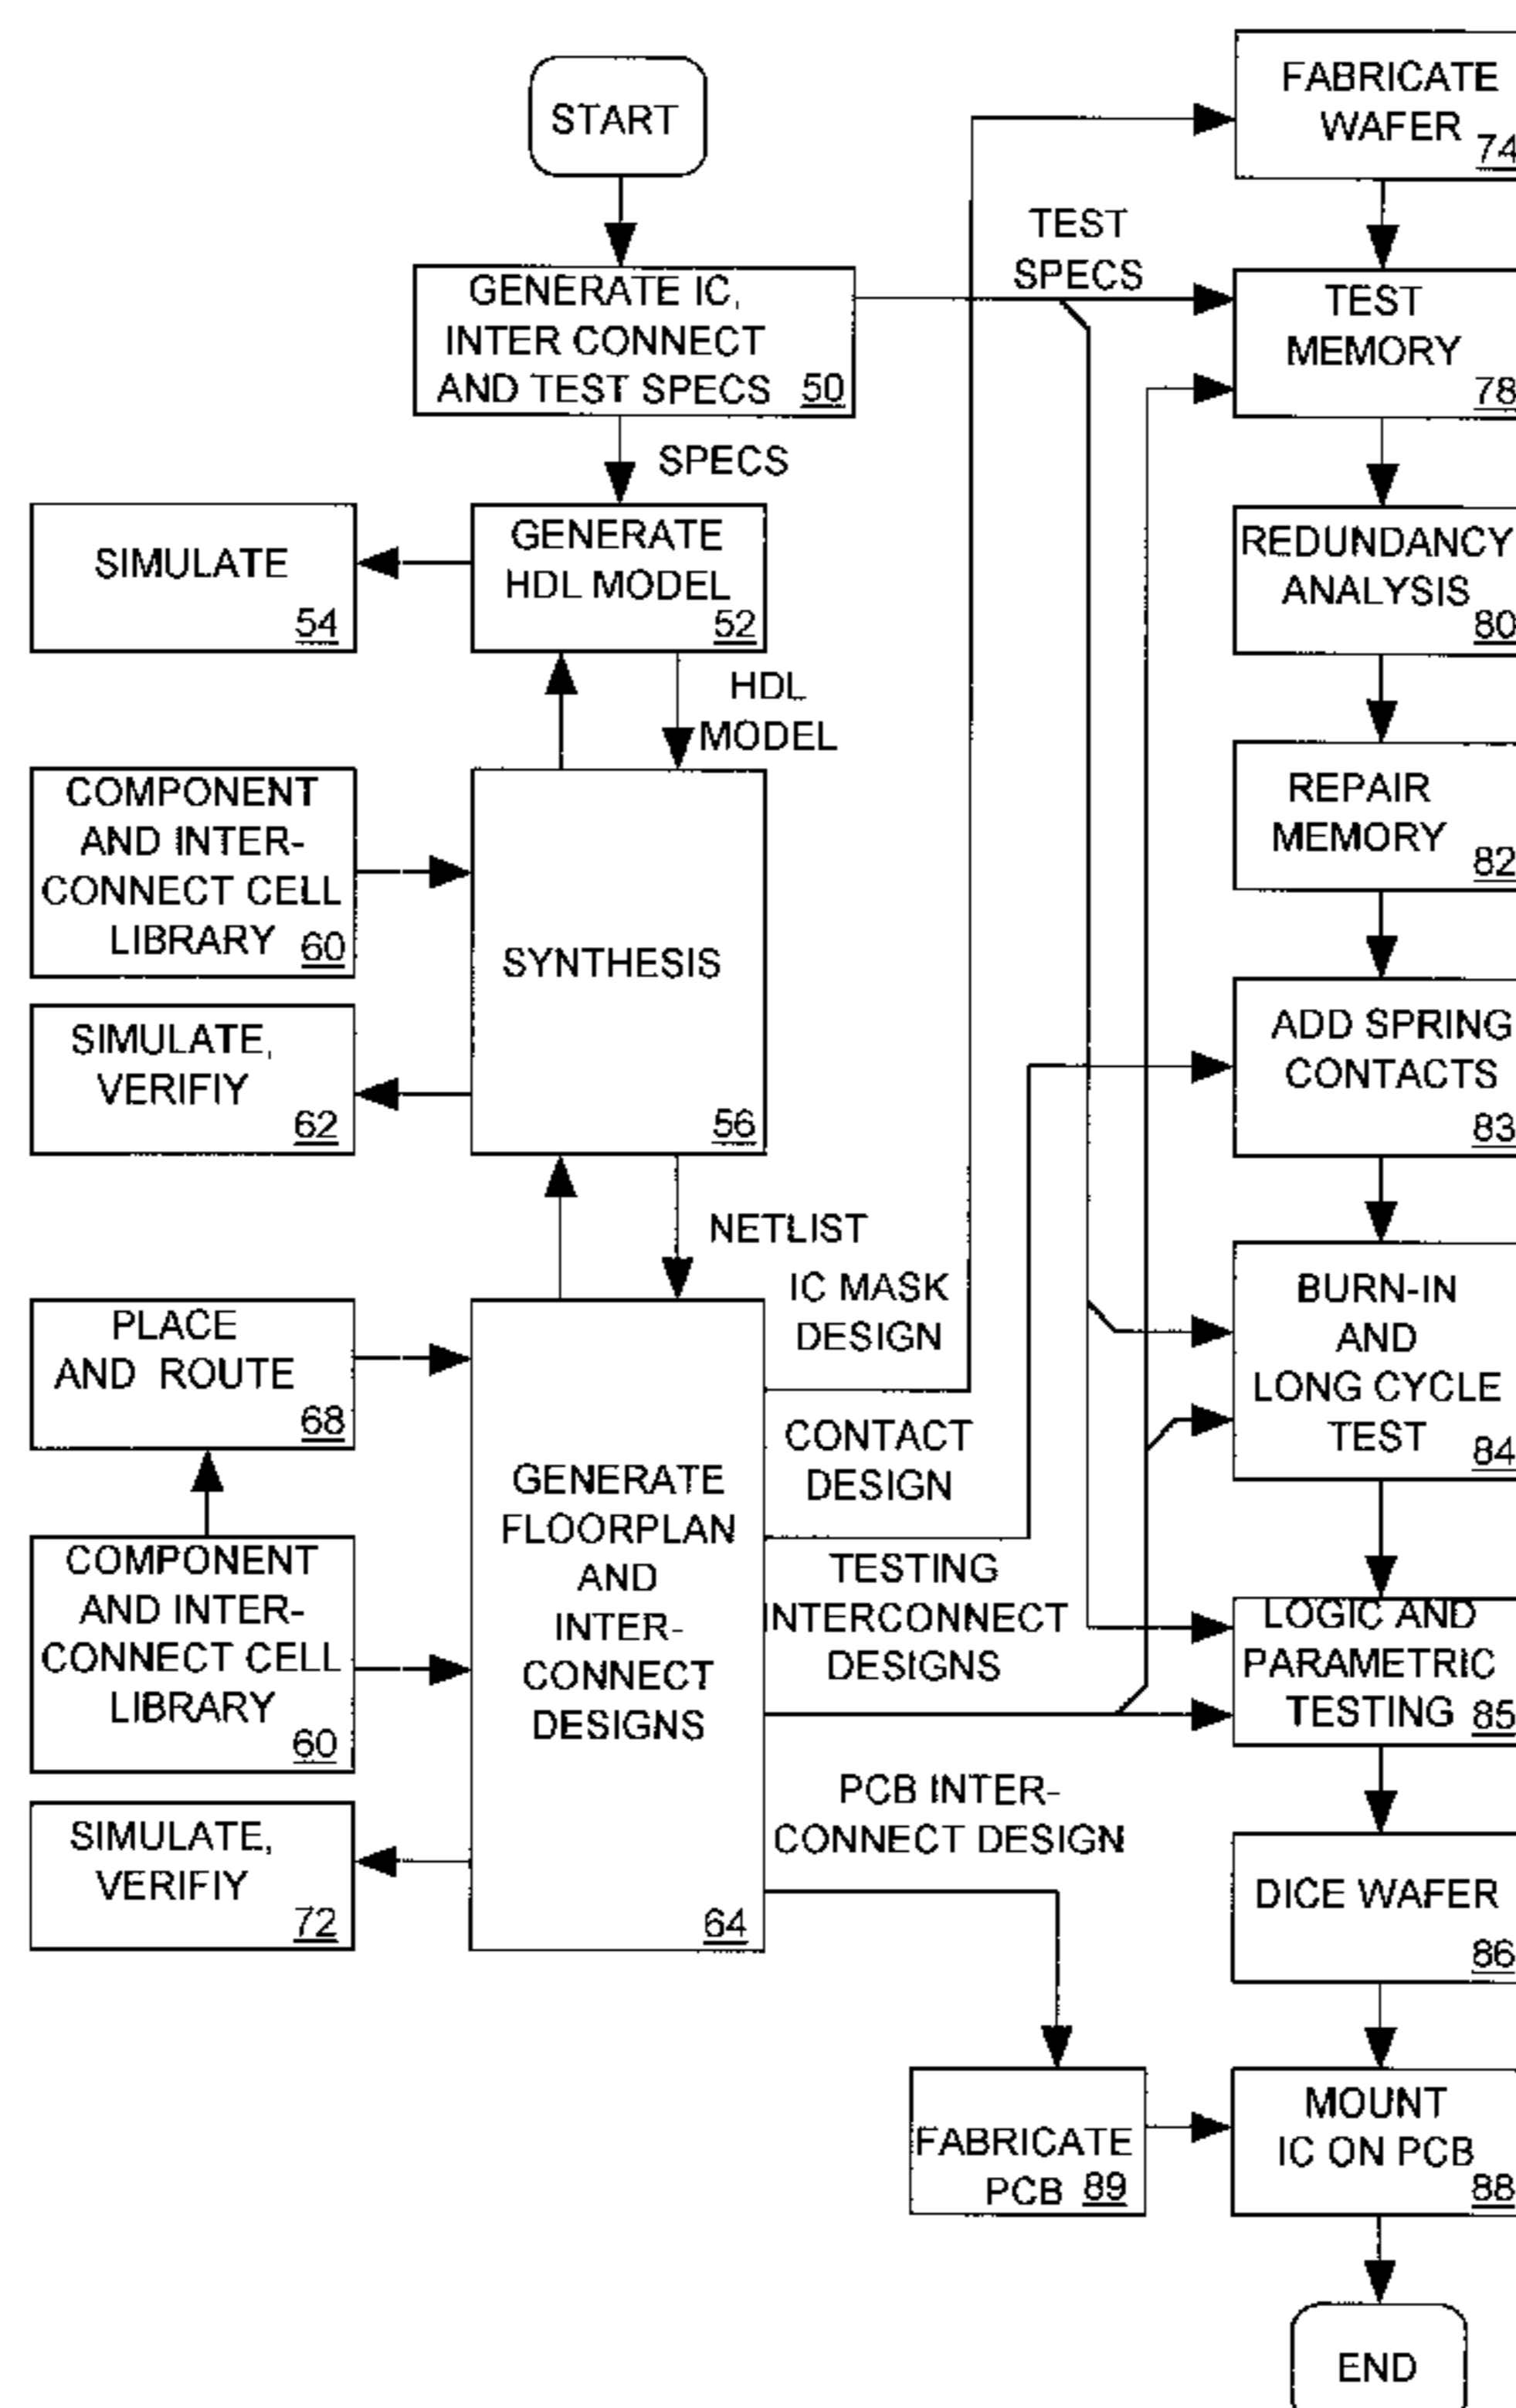 START
GENERATE IC,
INTER CONNECT
AND TEST SPECS 50
SPECS
GENERATE
HDL MODEL
52
SIMULATE
54
HDL
MODEL
COMPONENT
AND INTER-
CONNECT CELL
LIBRARY 60
SYNTHESIS
56
SIMULATE,
VERIFIY
62
NETLIST
PLACE
AND ROUTE
68
COMPONENT
AND INTER-
CONNECT CELL
LIBRARY
60
GENERATE
FLOORPLAN
AND
INTER-
CONNECT
DESIGNS
64
SIMULATE,
VERIFIY
72
IC MASK
DESIGN
CONTACT
DESIGN
TESTING
INTERCONNECT
DESIGNS
PCB INTER-
CONNECT DESIGN
TEST
SPECS
FABRICATE
PCB 89
FABRICATE
WAFER
74
TEST
MEMORY
78
REDUNDANCY
ANALYSIS
80
REPAIR
MEMORY
82
ADD SPRING
CONTACTS
83
BURN-IN
AND
LONG CYCLE
TEST
84
LOGIC AND
PARAMETRIC
TESTING 85
DICE WAFER
86
MOUNT
IC ON PCB
88
END